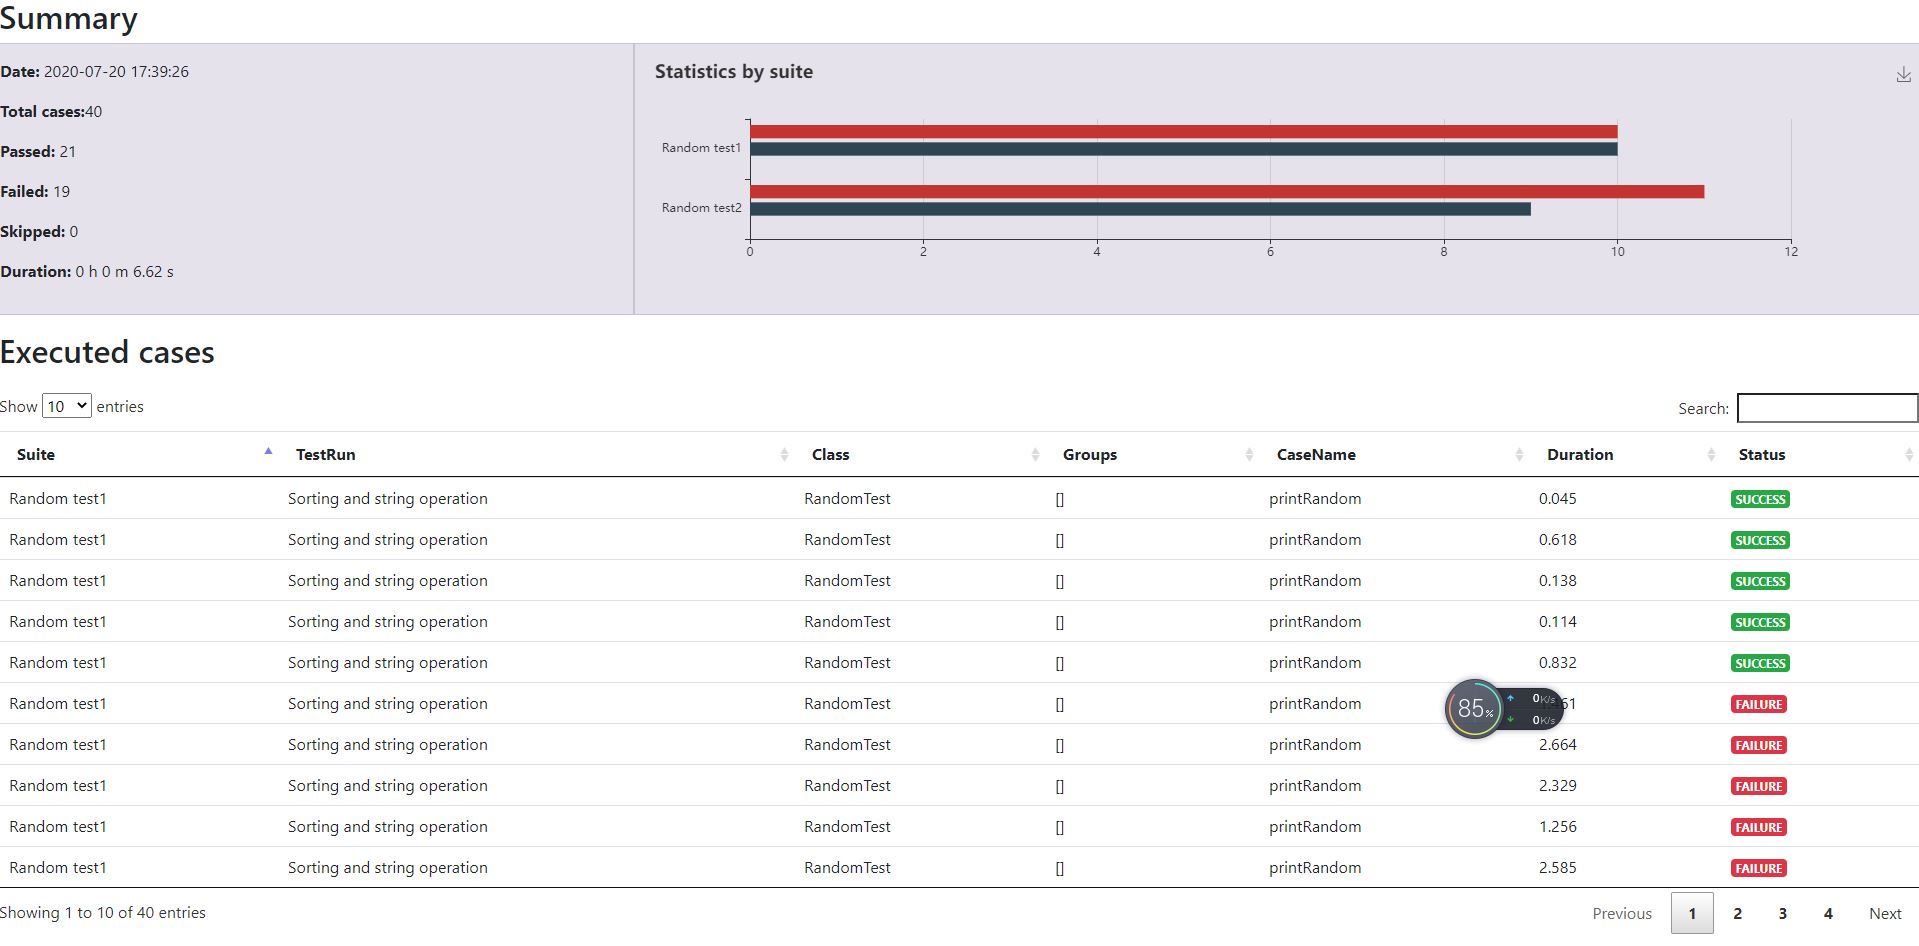 Summary
Date: 2020-07-20 17:39:26
Total cases:40
Passed: 21
Failed: 19
Skipped: 0
Duration: 0 h 0 m 6.62 s
Statistics by suite
Random test1
Random test2
0 2 4 6 8 10 12
Executed cases
Show 10 entries
Search:
Suite TestRun Class Groups CaseName Duration Status
Random test1 Sorting and string operation RandomTest [] printRandom 0.045 SUCCESS
Random test1 Sorting and string operation RandomTest [] printRandom 0.618 SUCCESS
Random test1 Sorting and string operation RandomTest [] printRandom 0.138 SUCCESS
Random test1 Sorting and string operation RandomTest [] printRandom 0.114 SUCCESS
Random test1 Sorting and string operation RandomTest [] printRandom 0.832 SUCCESS
Random test1 Sorting and string operation RandomTest [] printRandom FAILURE
85%
0K/s
0K/s
Random test1 Sorting and string operation RandomTest [] printRandom 2.664 FAILURE
Random test1 Sorting and string operation RandomTest [] printRandom 2.329 FAILURE
Random test1 Sorting and string operation RandomTest [] printRandom 1.256 FAILURE
Random test1 Sorting and string operation RandomTest [] printRandom 2.585 FAILURE
Showing 1 to 10 of 40 entries
Previous 1 2 3 4 Next